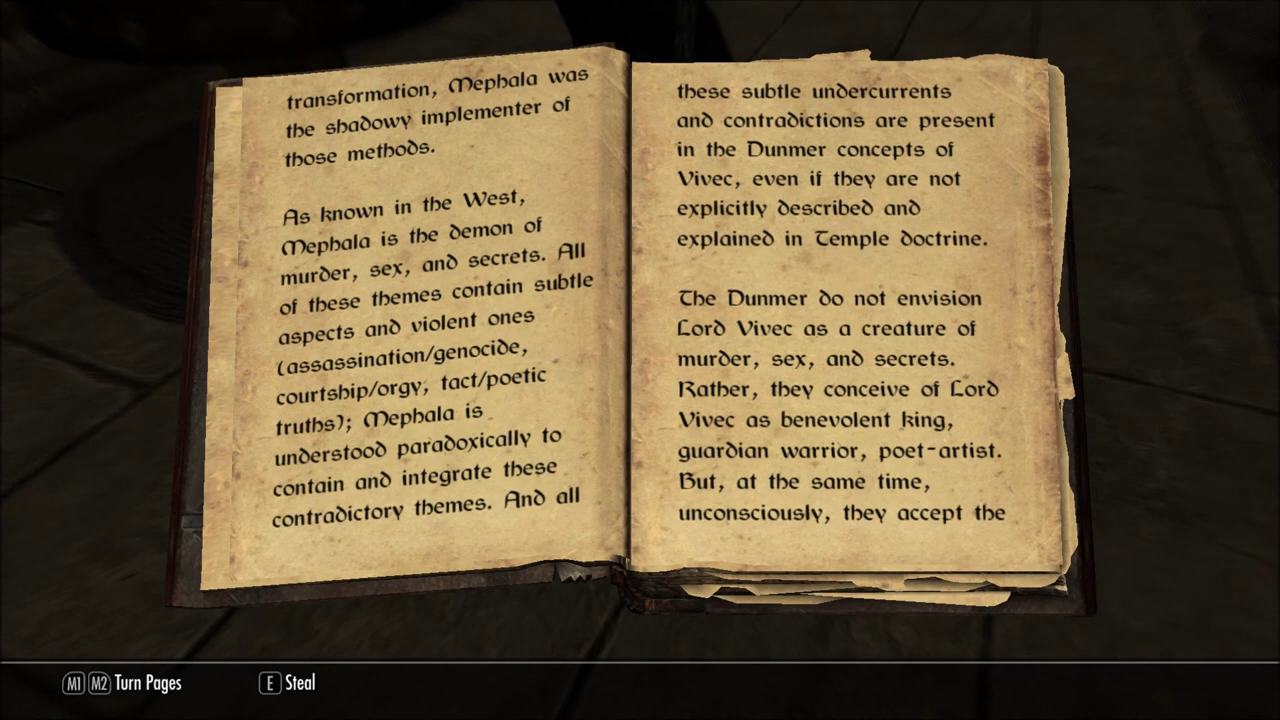 transformation, Mephala was
the shadowy implementer of
those methods.
As known in the West,
Mephala is the demon of
murder, sex, and secrets. All
of these themes contain subtle
aspects and violent ones
(assassination/genocide,
courtship/orgy, tact/poetic
truths); Mephala is
understood paradoxically to
contain and integrate these
contradictory themes. And all
these subtle undercurrents
and contradictions are present
in the Dunmer concepts of
Vivec, even if they are not
explicitly described and
explained in Temple doctrine.
The Dunmer do not envision
Lord Vivec as a creature of
murder, sex, and secrets.
Rather, they conceive of Lord
Vivec as benevolent king,
guardian warrior, poet-artist.
But, at the same time,
unconsciously, they accept the
M1 M2 Turn Pages E Steal